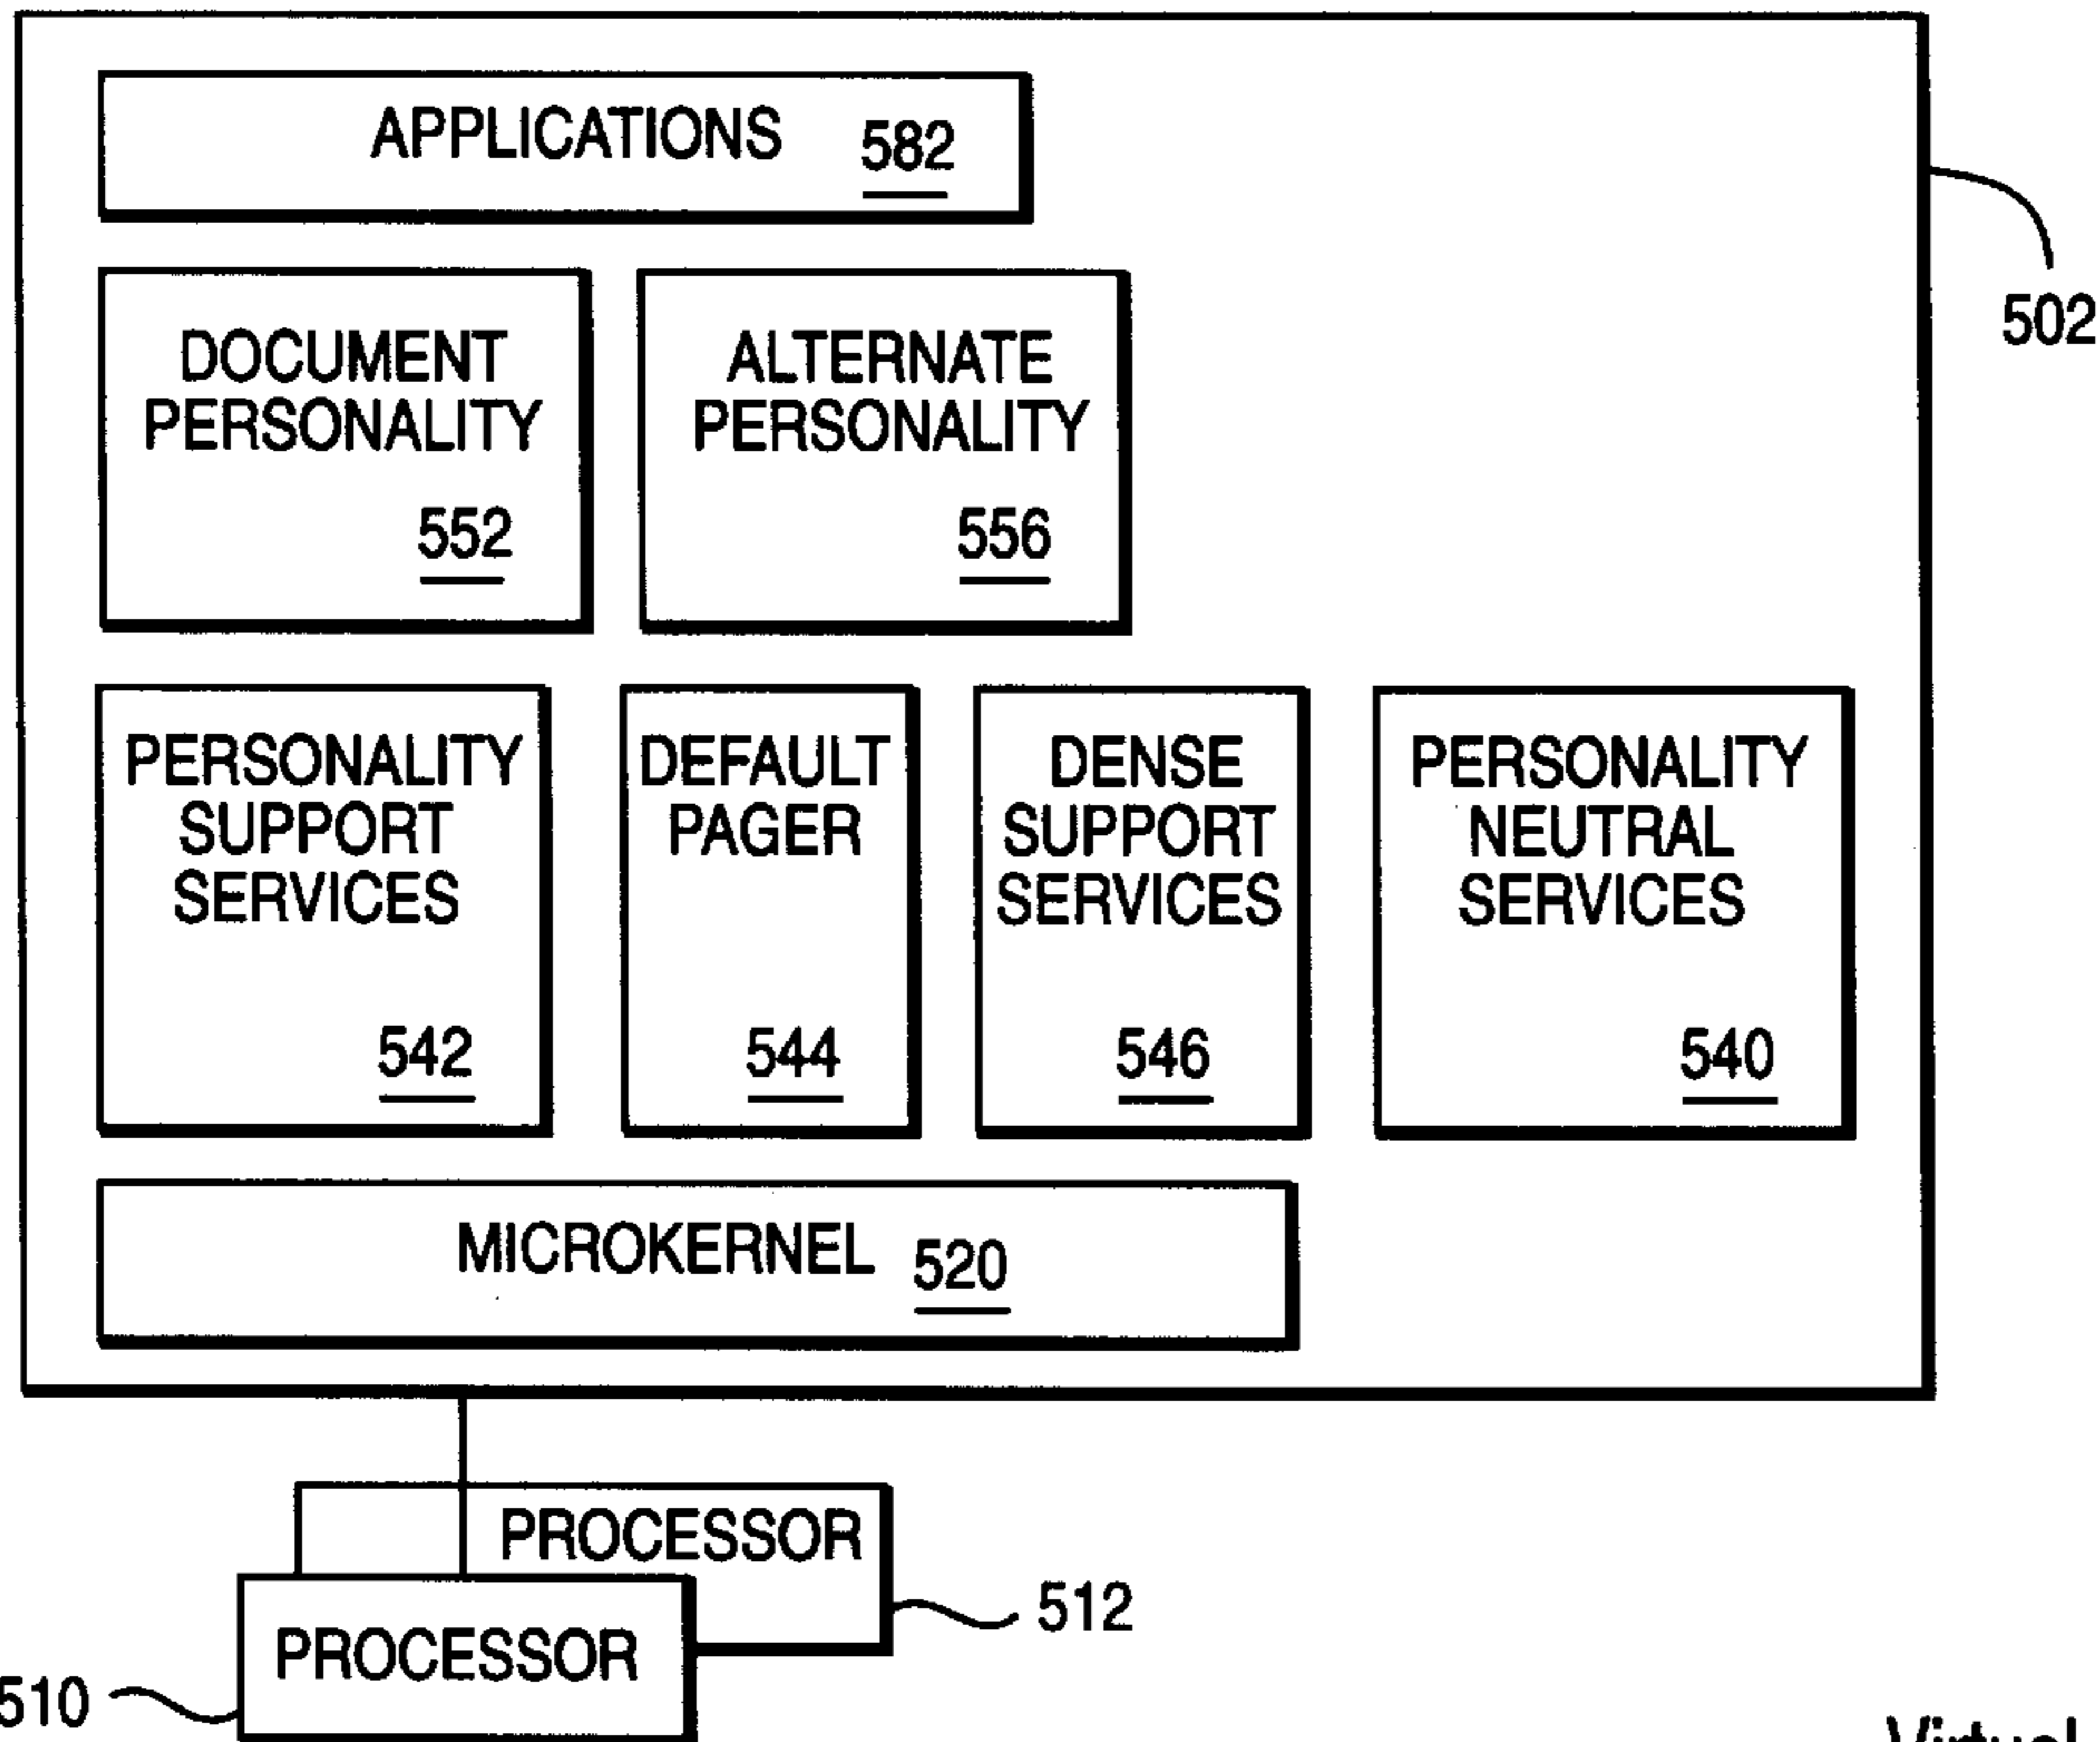 APPLICATIONS 582
502
DOCUMENT
PERSONALITY
552
ALTERNATE
PERSONALITY
556
PERSONALITY
SUPPORT
SERVICES
542
DEFAULT
PAGER
544
DENSE
SUPPORT
SERVICES
546
PERSONALITY
NEUTRAL
SERVICES
540
MICROKERNEL 520
PROCESSOR
512
PROCESSOR
510
Virtual